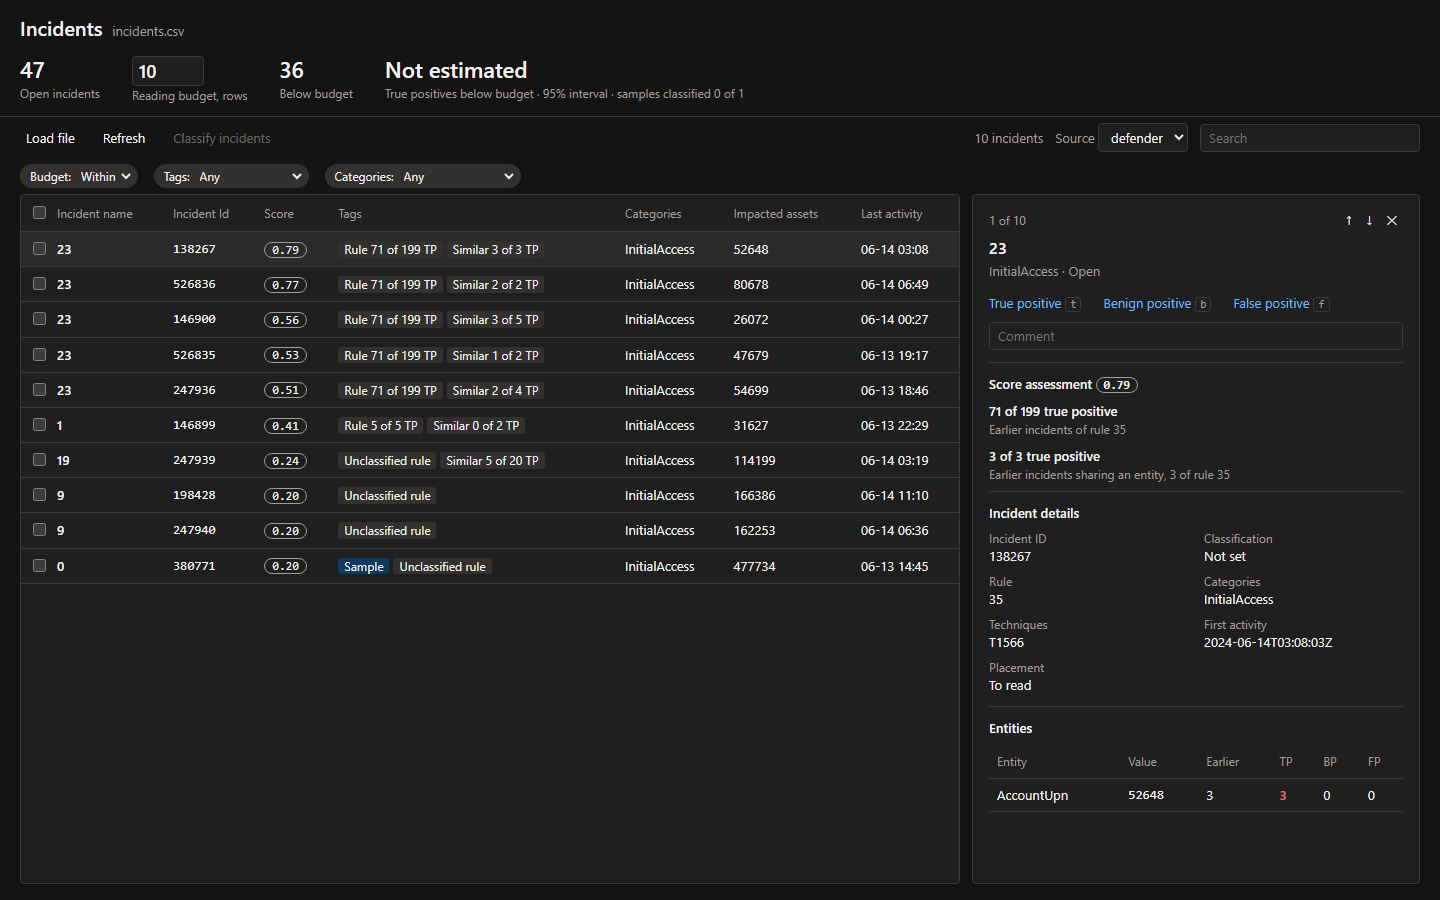 Incidents incidents.csv
47 10 36 Not estimated
Open incidents Reading budget, rows Below budget True positives below budget · 95% interval · samples classified 0 of 1
Load file Refresh Classify incidents 10 incidents Source defender Search
Budget: Within Tags: Any Categories: Any
Incident name Incident Id Score Tags Categories Impacted assets Last activity
23 138267 0.79 Rule 71 of 199 TP Similar 3 of 3 TP InitialAccess 52648 06-14 03:08
23 526836 0.77 Rule 71 of 199 TP Similar 2 of 2 TP InitialAccess 80678 06-14 06:49
23 146900 0.56 Rule 71 of 199 TP Similar 3 of 5 TP InitialAccess 26072 06-14 00:27
23 526835 0.53 Rule 71 of 199 TP Similar 1 of 2 TP InitialAccess 47679 06-13 19:17
23 247936 0.51 Rule 71 of 199 TP Similar 2 of 4 TP InitialAccess 54699 06-13 18:46
1 146899 0.41 Rule 5 of 5 TP Similar 0 of 2 TP InitialAccess 31627 06-13 22:29
19 247939 0.24 Unclassified rule Similar 5 of 20 TP InitialAccess 114199 06-14 03:19
9 198428 0.20 Unclassified rule InitialAccess 166386 06-14 11:10
9 247940 0.20 Unclassified rule InitialAccess 162253 06-14 06:36
0 380771 0.20 Sample Unclassified rule InitialAccess 477734 06-13 14:45
1 of 10 ↑ ↓ ✕
23
InitialAccess · Open
True positive t Benign positive b False positive f
Comment
Score assessment 0.79
71 of 199 true positive
Earlier incidents of rule 35
3 of 3 true positive
Earlier incidents sharing an entity, 3 of rule 35
Incident details
Incident ID Classification
138267 Not set
Rule Categories
35 InitialAccess
Techniques First activity
T1566 2024-06-14T03:08:03Z
Placement
To read
Entities
Entity Value Earlier TP BP FP
AccountUpn 52648 3 3 0 0